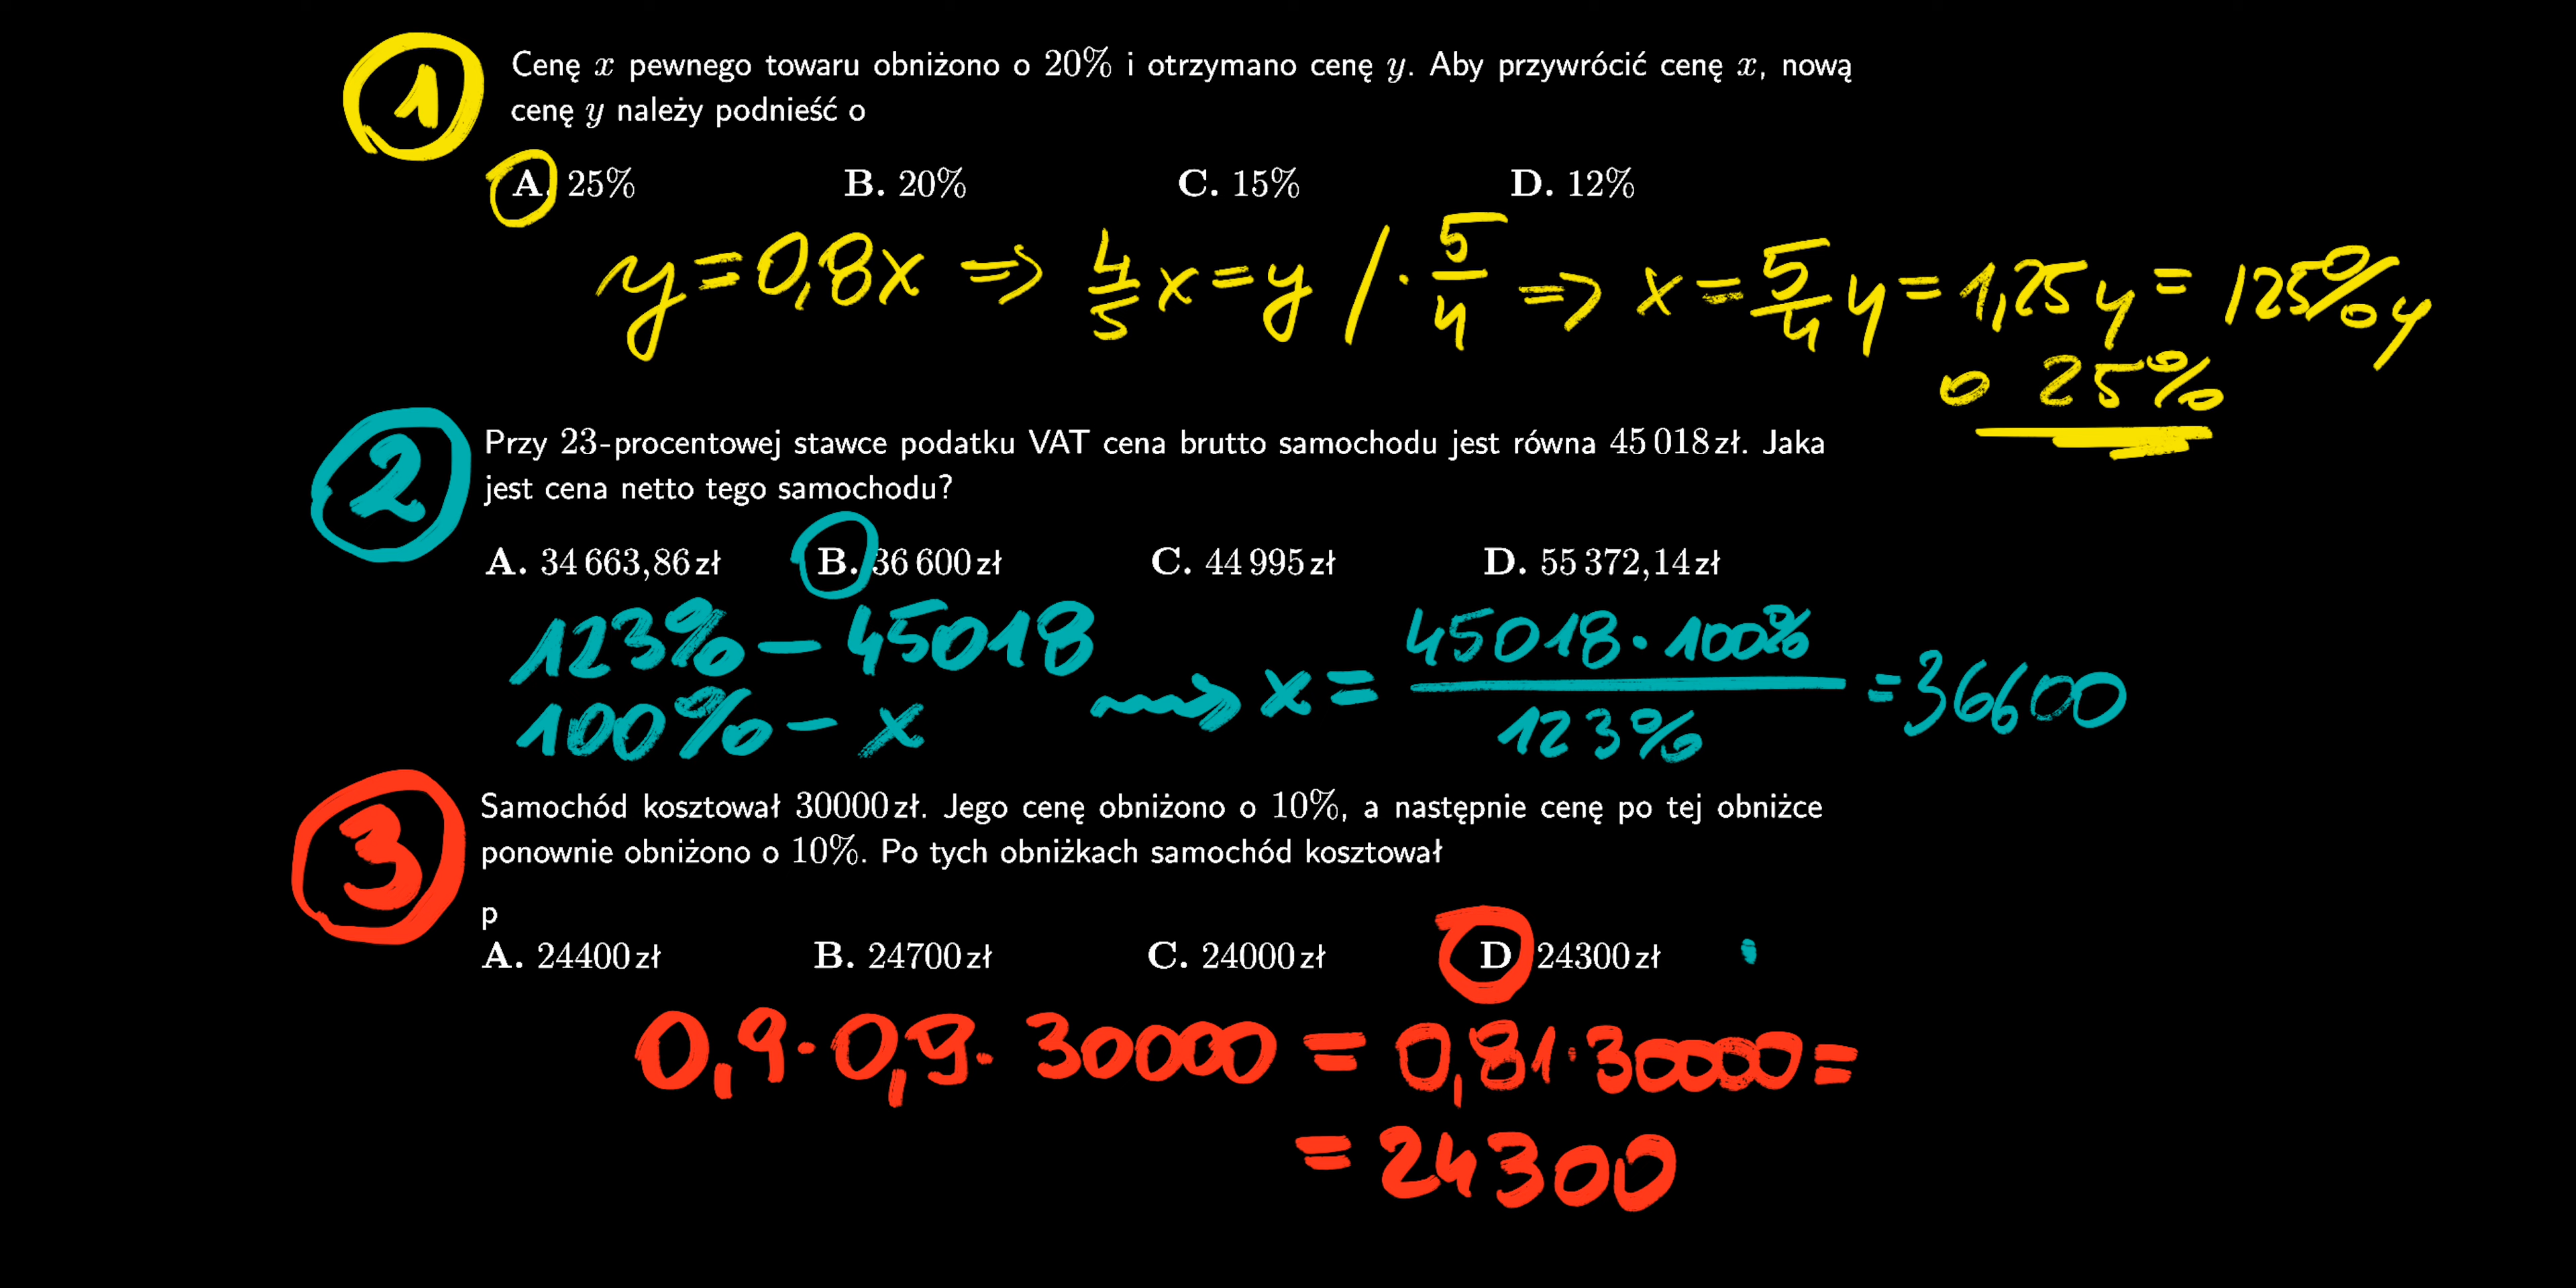 1
Cenę x pewnego towaru obniżono o 20% i otrzymano cenę y. Aby przywrócić cenę x, nową
cenę y należy podnieść o
A. 25% B. 20% C. 15% D. 12%
y = 0,8x ⇒ 4/5 x = y / · 5/4 ⇒ x = 5/4 y = 1,25y = 125% y
o 25%
2
Przy 23-procentowej stawce podatku VAT cena brutto samochodu jest równa 45 018 zł. Jaka
jest cena netto tego samochodu?
A. 34 663,86 zł B. 36 600 zł C. 44 995 zł D. 55 372,14 zł
123% – 45018
100% – x ⇝ x = 45018 · 100% / 123% = 36600
3
Samochód kosztował 30000 zł. Jego cenę obniżono o 10%, a następnie cenę po tej obniżce
ponownie obniżono o 10%. Po tych obniżkach samochód kosztował
p
A. 24400 zł B. 24700 zł C. 24000 zł D 24300 zł
0,9 · 0,9 · 30000 = 0,81 · 30000 =
= 24300